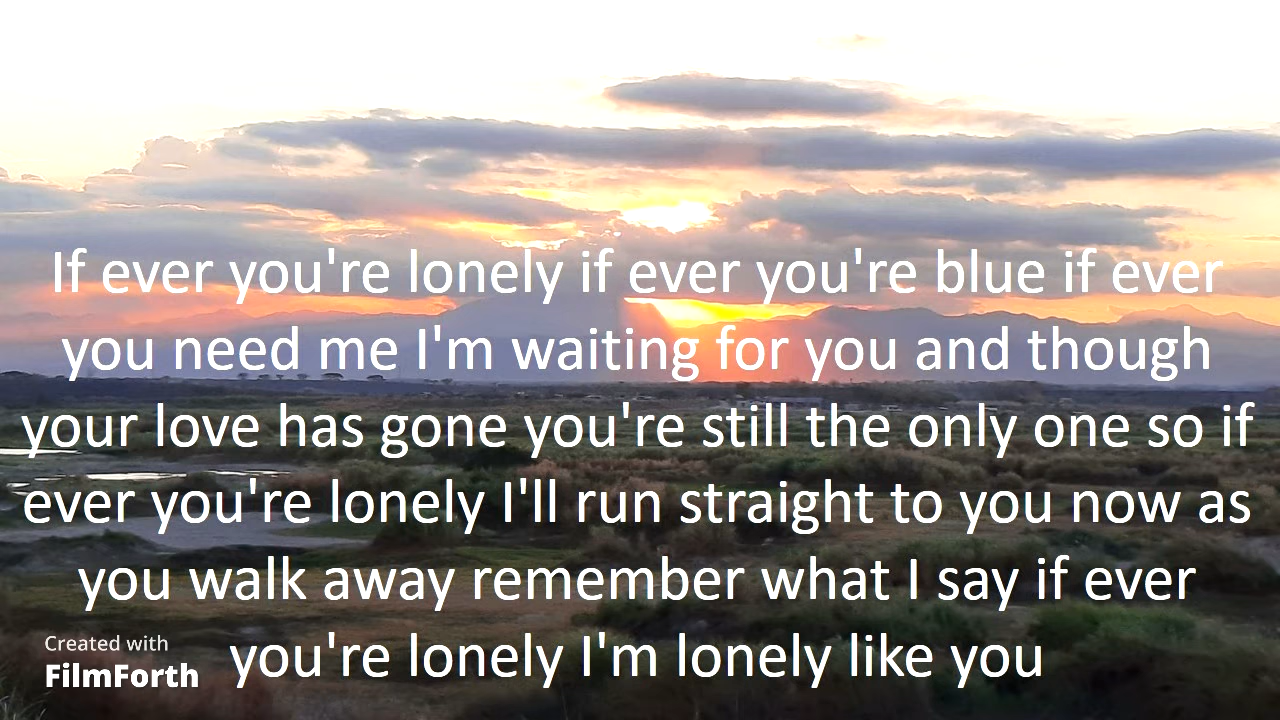 If ever you're lonely if ever you're blue if ever
you need me I'm waiting for you and though
your love has gone you're still the only one so if
ever you're lonely I'll run straight to you now as
you walk away remember what I say if ever
you're lonely I'm lonely like you
Created with
FilmForth